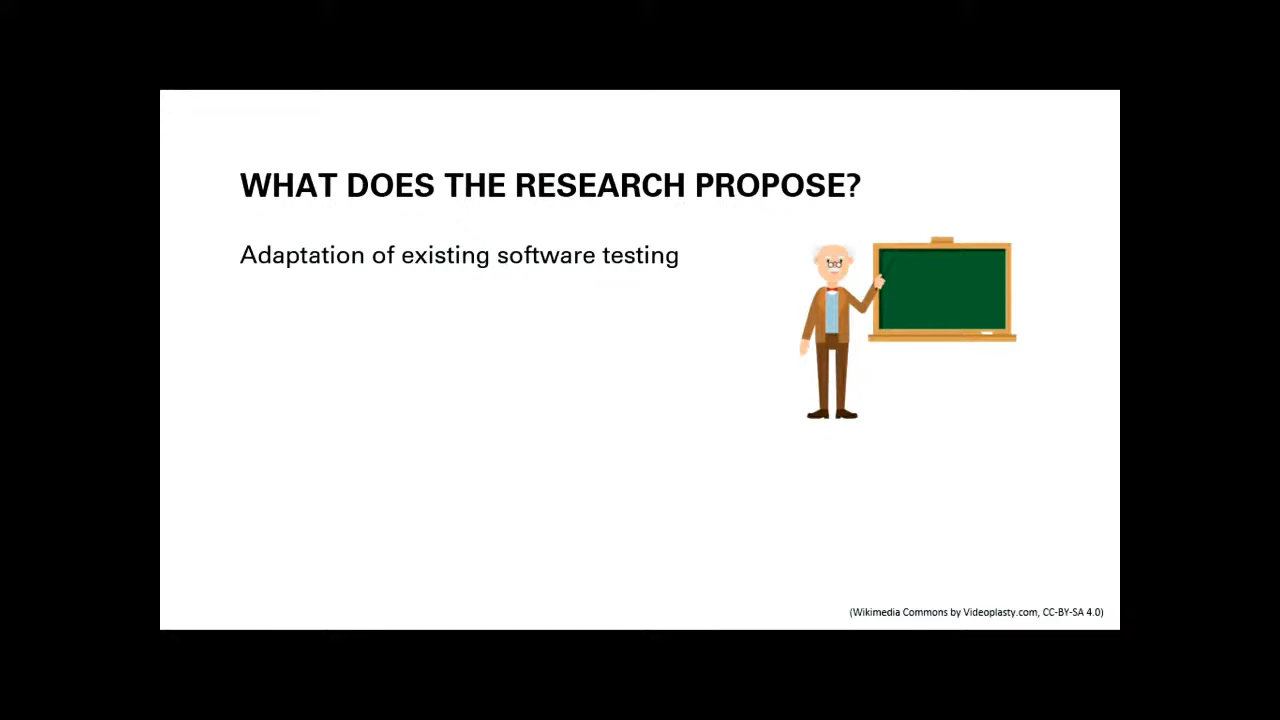 WHAT DOES THE RESEARCH PROPOSE?
Adaptation of existing software testing
(Wikimedia Commons by Videoplasty.com, CC-BY-SA 4.0)